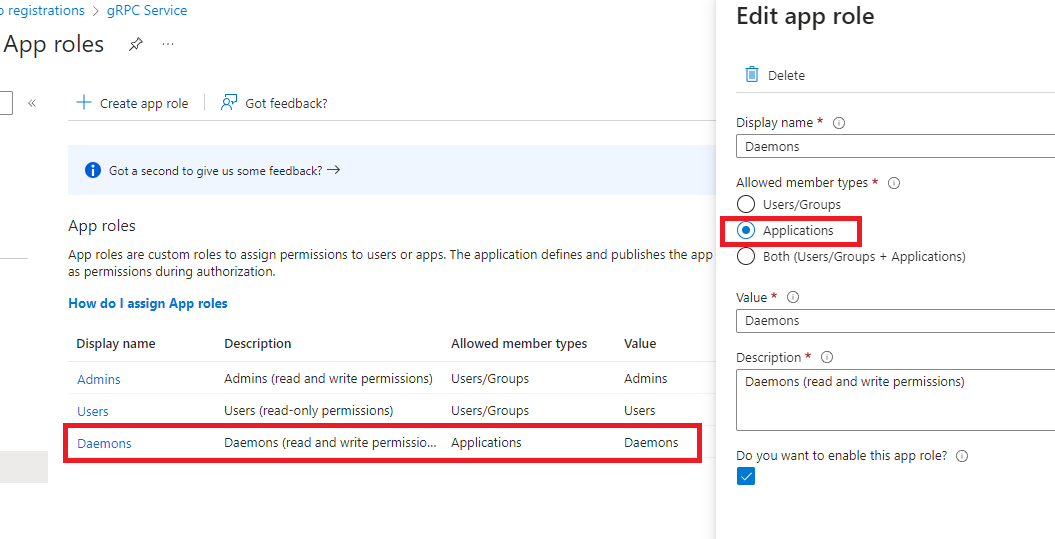 registrations > gRPC Service
App roles
Create app role
Got feedback?
Got a second to give us some feedback? →
App roles
App roles are custom roles to assign permissions to users or apps. The application defines and publishes the app
as permissions during authorization.
How do I assign App roles
Display name Description Allowed member types Value
Admins Admins (read and write permissions) Users/Groups Admins
Users Users (read-only permissions) Users/Groups Users
Daemons Daemons (read and write permissio... Applications Daemons
Edit app role
Delete
Display name *
Daemons
Allowed member types *
Users/Groups
Applications
Both (Users/Groups + Applications)
Value *
Daemons
Description *
Daemons (read and write permissions)
Do you want to enable this app role?